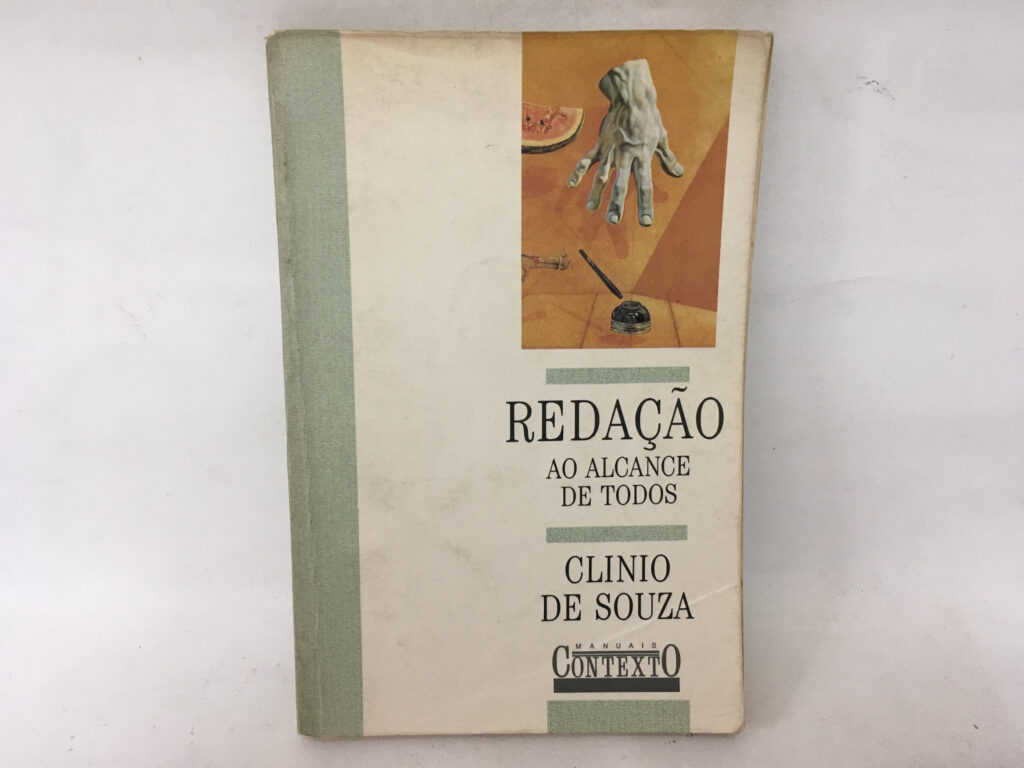 REDAÇÃO
AO ALCANCE
DE TODOS
CLINIO
DE SOUZA
MANUAIS
CONTEXTO